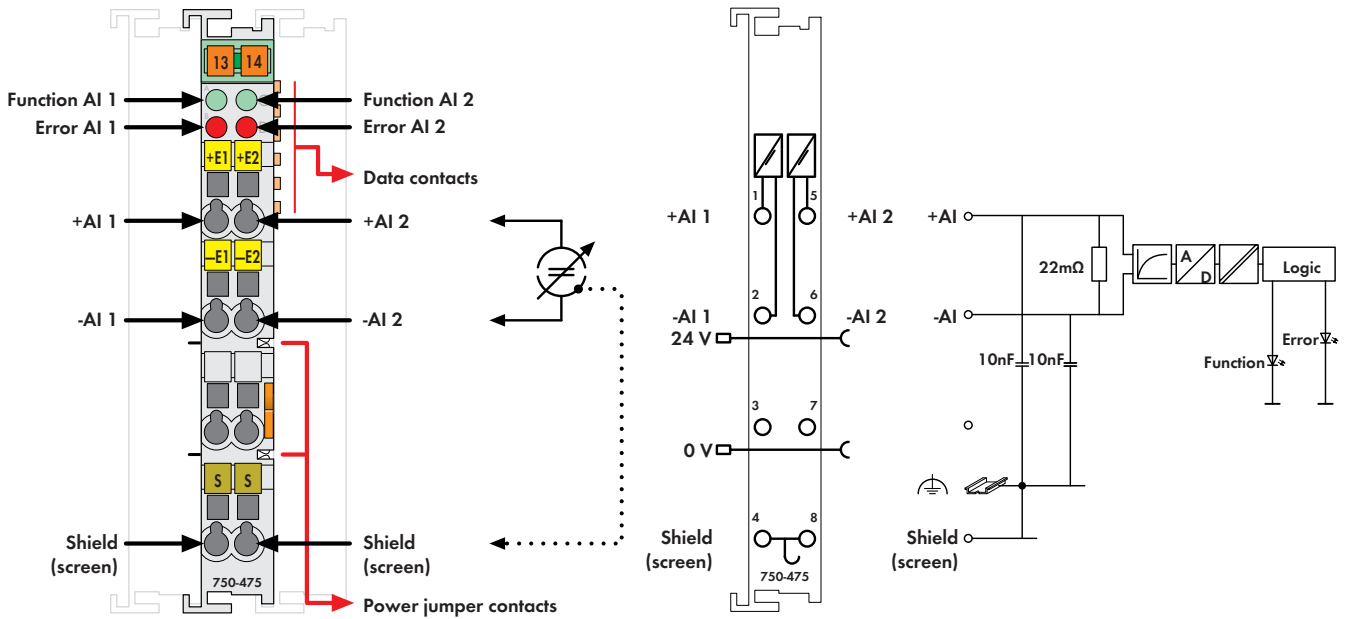 13 14
Function AI 1
Function AI 2
Error AI 1
Error AI 2
+E1 +E2
Data contacts
+AI 1
+AI 2
–E1 –E2
-AI 1
-AI 2
S S
Shield
(screen)
Shield
(screen)
750-475
Power jumper contacts
1 5
+AI 1
+AI 2
2 6
-AI 1
-AI 2
24 V
3 7
0 V
4 8
Shield
(screen)
750-475
+AI
22mΩ
A
D
Logic
-AI
10nF 10nF
Function
Error
Shield
(screen)